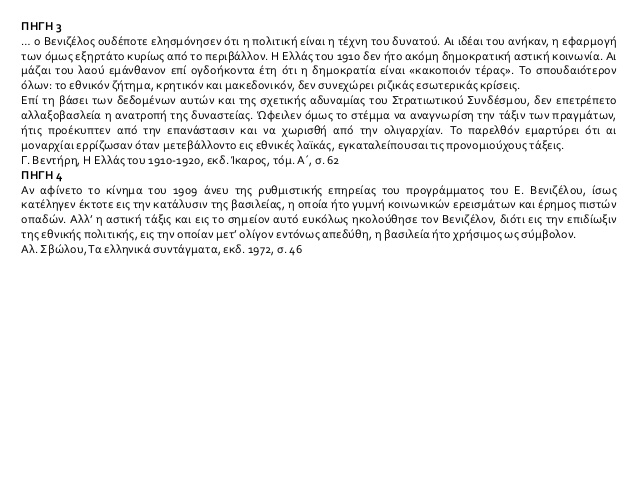 ΠΗΓΗ 3
... ο Βενιζέλος ουδέποτε ελησμόνησεν ότι η πολιτική είναι η τέχνη του δυνατού. Αι ιδέαι του ανήκαν, η εφαρμογή
των όμως εξηρτάτο κυρίως από το περιβάλλον. Η Ελλάς του 1910 δεν ήτο ακόμη δημοκρατική αστική κοινωνία. Αι
μάζαι του λαού εμάνθανον επί ογδοήκοντα έτη ότι η δημοκρατία είναι «κακοποιόν τέρας». Το σπουδαιότερον
όλων: το εθνικόν ζήτημα, κρητικόν και μακεδονικόν, δεν συνεχώρει ριζικάς εσωτερικάς κρίσεις.
Επί τη βάσει των δεδομένων αυτών και της σχετικής αδυναμίας του Στρατιωτικού Συνδέσμου, δεν επετρέπετο
αλλαξοβασλεία η ανατροπή της δυναστείας. Ώφειλεν όμως το στέμμα να αναγνωρίση την τάξιν των πραγμάτων,
ήτις προέκυπτεν από την επανάστασιν και να χωρισθή από την ολιγαρχίαν. Το παρελθόν εμαρτύρει ότι αι
μοναρχίαι ερρίζωσαν όταν μετεβάλλοντο εις εθνικές λαϊκάς, εγκαταλείπουσαι τις προνομιούχους τάξεις.
Γ. Βεντήρη, Η Ελλάς του 1910-1920, εκδ. Ίκαρος, τόμ. Α΄, σ. 62
ΠΗΓΗ 4
Αν αφίνετο το κίνημα του 1909 άνευ της ρυθμιστικής επηρείας του προγράμματος του Ε. Βενιζέλου, ίσως
κατέληγεν έκτοτε εις την κατάλυσιν της βασιλείας, η οποία ήτο γυμνή κοινωνικών ερεισμάτων και έρημος πιστών
οπαδών. Αλλ’ η αστική τάξις και εις το σημείον αυτό ευκόλως ηκολούθησε τον Βενιζέλον, διότι εις την επιδίωξιν
της εθνικής πολιτικής, εις την οποίαν μετ’ ολίγον εντόνως απεδύθη, η βασιλεία ήτο χρήσιμος ως σύμβολον.
Αλ. Σβώλου, Τα ελληνικά συντάγματα, εκδ. 1972, σ. 46